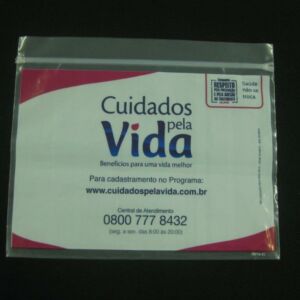 RESPEITO
Saúde
não se
troca.
Cuidados
pela
Vida
Benefícios para uma vida melhor
Para cadastramento no Programa:
www.cuidadospelavida.com.br
Central de Atendimento
0800 777 8432
(seg. a sex. das 8:00 às 20:00)